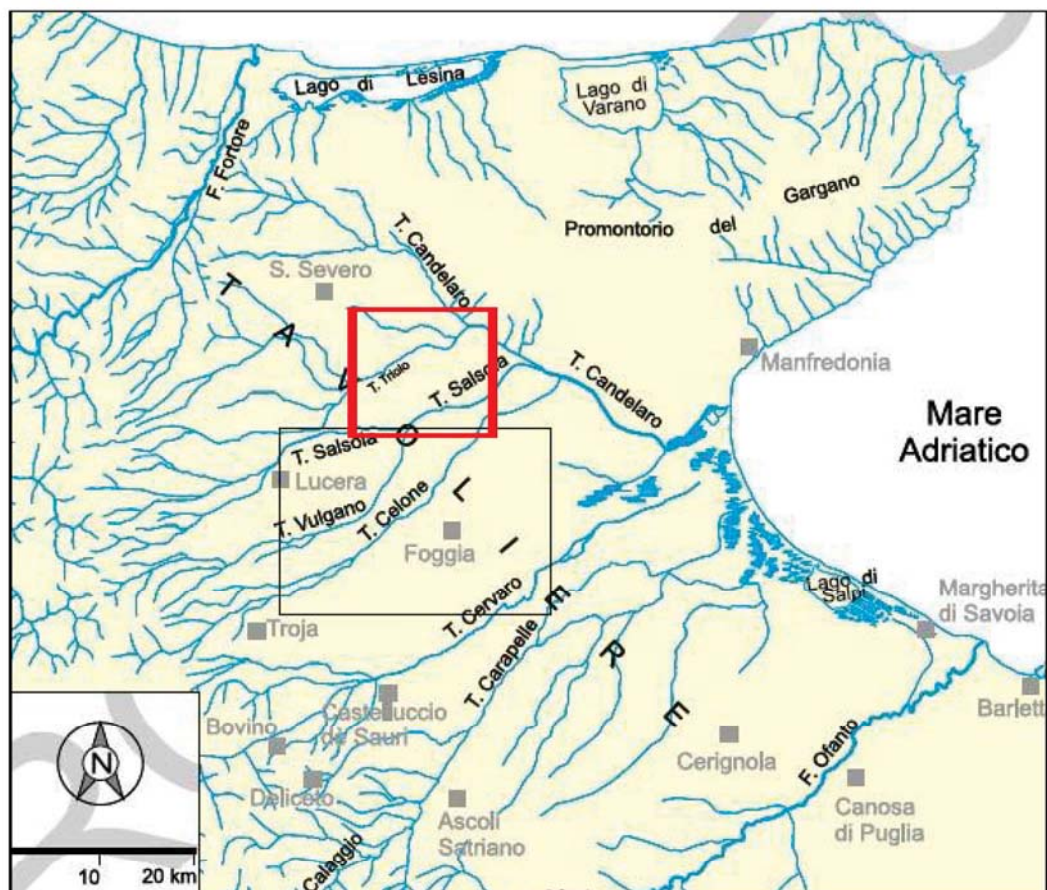 Lago di Lesina
Lago di
Varano
F. Fortore
Gargano
Promontorio del
T. Candelaro
S. Severo
TAVOLIERE
Manfredonia
T. Triolo
T. Salsola
T. Candelaro
Mare
Adriatico
T. Salsola
Lucera
T. Vulgano
T. Celone
Foggia
Lago di
Salpi
Margherita
di Savoia
T. Cervaro
Troja
T. Carapelle
Barlett
Castelluccio
dè Sauri
Bovino
Cerignola
F. Ofanto
N
Deliceto
Canosa
di Puglia
Ascoli
Satriano
Calaggio
10 20 km